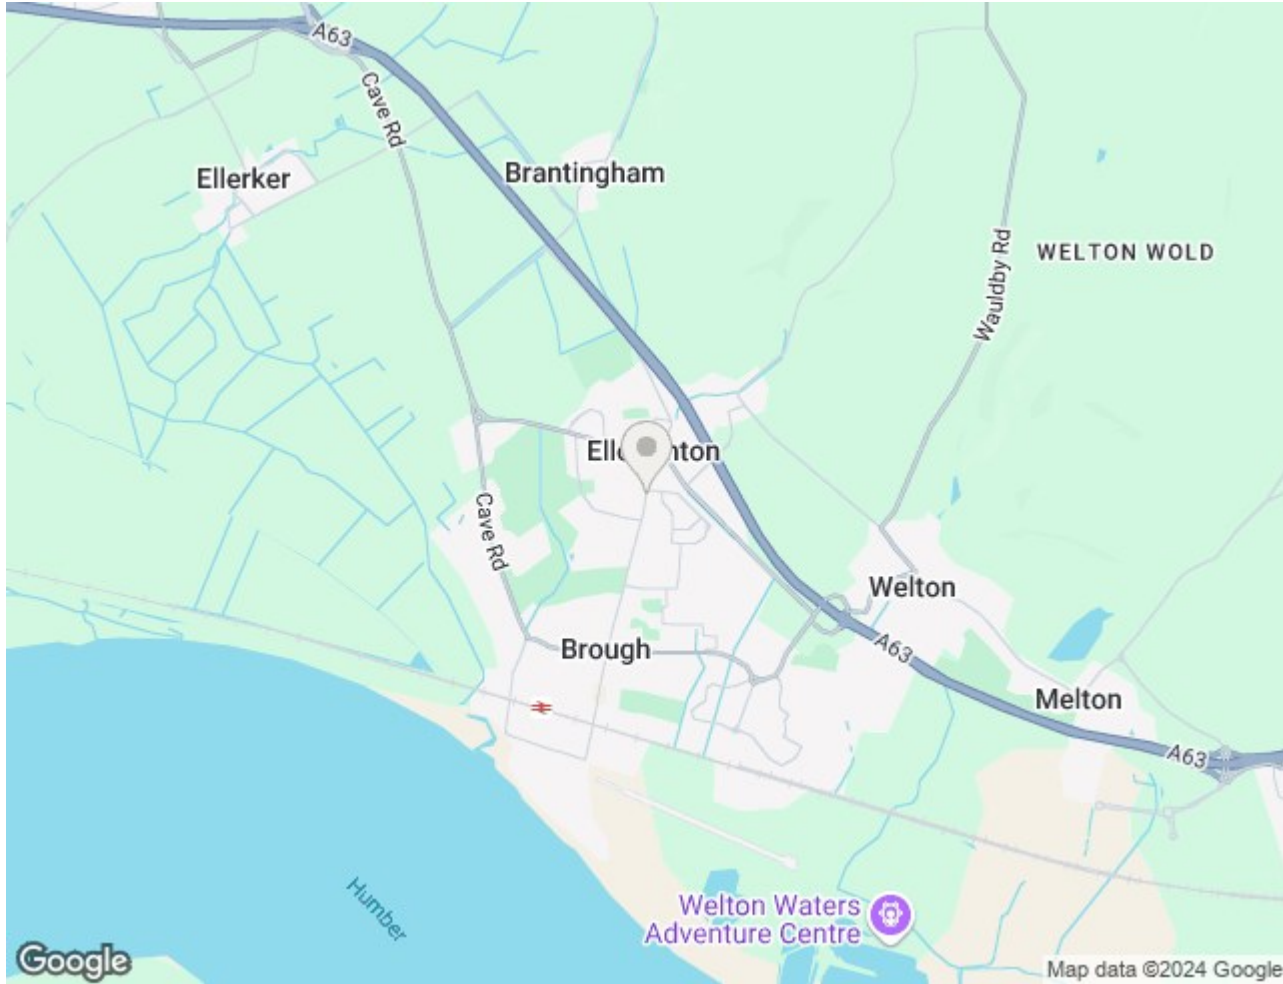 A63
Cave Rd
Brantingham
Ellerker
Wauldby Rd
WELTON WOLD
Cave Rd
Welton
Brough
A63
Melton
A63
Humber
Welton Waters
Adventure Centre
Google
Map data ©2024 Google